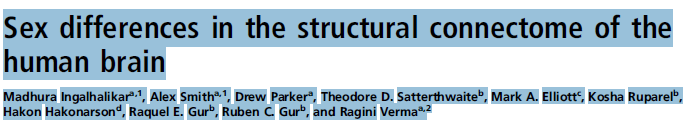 Sex differences in the structural connectome of the
human brain
Madhura Ingalhalikarᵃ,¹, Alex Smithᵃ,¹, Drew Parkerᵃ, Theodore D. Satterthwaiteᵇ, Mark A. Elliottᶜ, Kosha Ruparelᵇ,
Hakon Hakonarsonᵈ, Raquel E. Gurᵇ, Ruben C. Gurᵇ, and Ragini Vermaᵃ,²